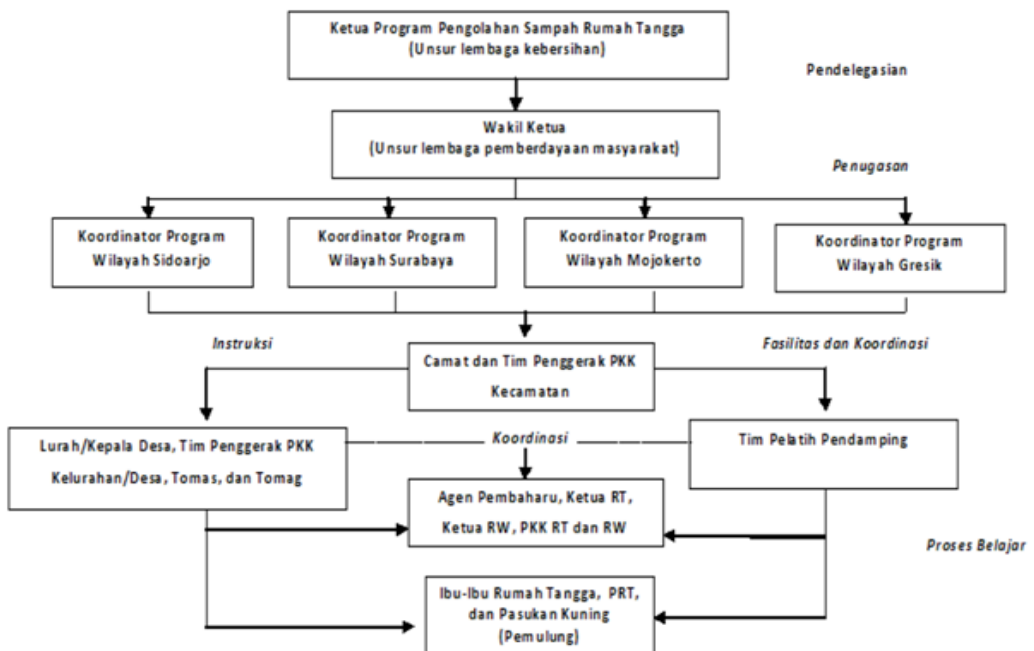 Ketua Program Pengolahan Sampah Rumah Tangga
(Unsur lembaga kebersihan)
Pendelegasian
Wakil Ketua
(Unsur lembaga pemberdayaan masyarakat)
Penugasan
Koordinator Program
Wilayah Sidoarjo
Koordinator Program
Wilayah Surabaya
Koordinator Program
Wilayah Mojokerto
Koordinator Program
Wilayah Gresik
Instruksi
Fasilitas dan Koordinasi
Camat dan Tim Penggerak PKK
Kecamatan
Lurah/Kepala Desa, Tim Penggerak PKK
Kelurahan/Desa, Tomas, dan Tomag
Koordinasi
Tim Pelatih Pendamping
Agen Pembaharu, Ketua RT,
Ketua RW, PKK RT dan RW
Proses Belajar
Ibu-Ibu Rumah Tangga, PRT,
dan Pasukan Kuning
(Pemulung)